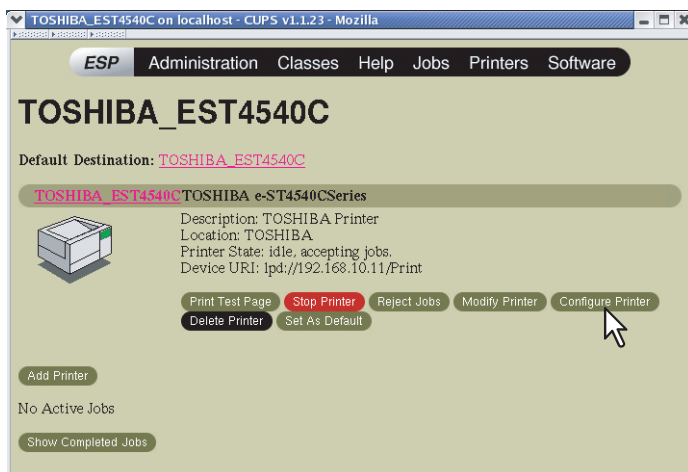 TOSHIBA_EST4540C on localhost - CUPS v1.1.23 - Mozilla
ESP Administration Classes Help Jobs Printers Software
TOSHIBA_EST4540C
Default Destination: TOSHIBA_EST4540C
TOSHIBA_EST4540C TOSHIBA e-ST4540CSeries
Description: TOSHIBA Printer
Location: TOSHIBA
Printer State: idle, accepting jobs.
Device URI: lpd://192.168.10.11/Print
Print Test Page Stop Printer Reject Jobs Modify Printer Configure Printer
Delete Printer Set As Default
Add Printer
No Active Jobs
Show Completed Jobs